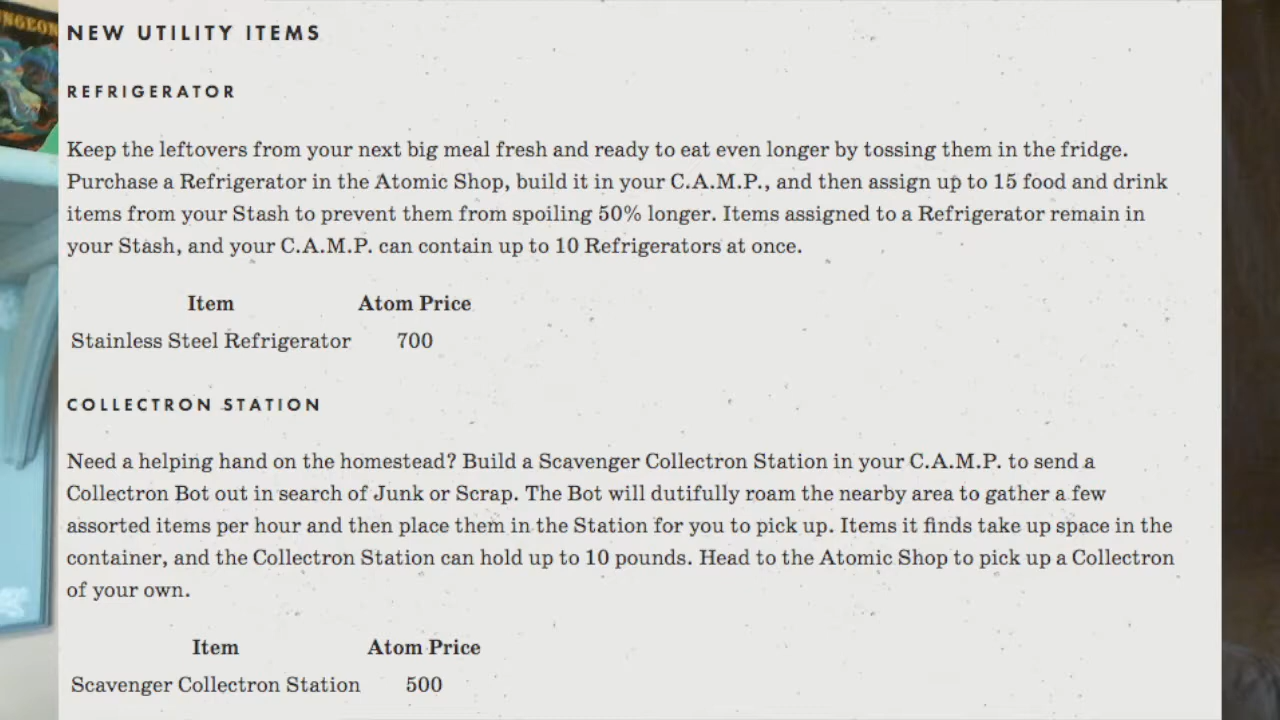 NGEON
NEW UTILITY ITEMS
REFRIGERATOR
Keep the leftovers from your next big meal fresh and ready to eat even longer by tossing them in the fridge.
Purchase a Refrigerator in the Atomic Shop, build it in your C.A.M.P., and then assign up to 15 food and drink
items from your Stash to prevent them from spoiling 50% longer. Items assigned to a Refrigerator remain in
your Stash, and your C.A.M.P. can contain up to 10 Refrigerators at once.
Item Atom Price
Stainless Steel Refrigerator 700
COLLECTRON STATION
Need a helping hand on the homestead? Build a Scavenger Collectron Station in your C.A.M.P. to send a
Collectron Bot out in search of Junk or Scrap. The Bot will dutifully roam the nearby area to gather a few
assorted items per hour and then place them in the Station for you to pick up. Items it finds take up space in the
container, and the Collectron Station can hold up to 10 pounds. Head to the Atomic Shop to pick up a Collectron
of your own.
Item Atom Price
Scavenger Collectron Station 500